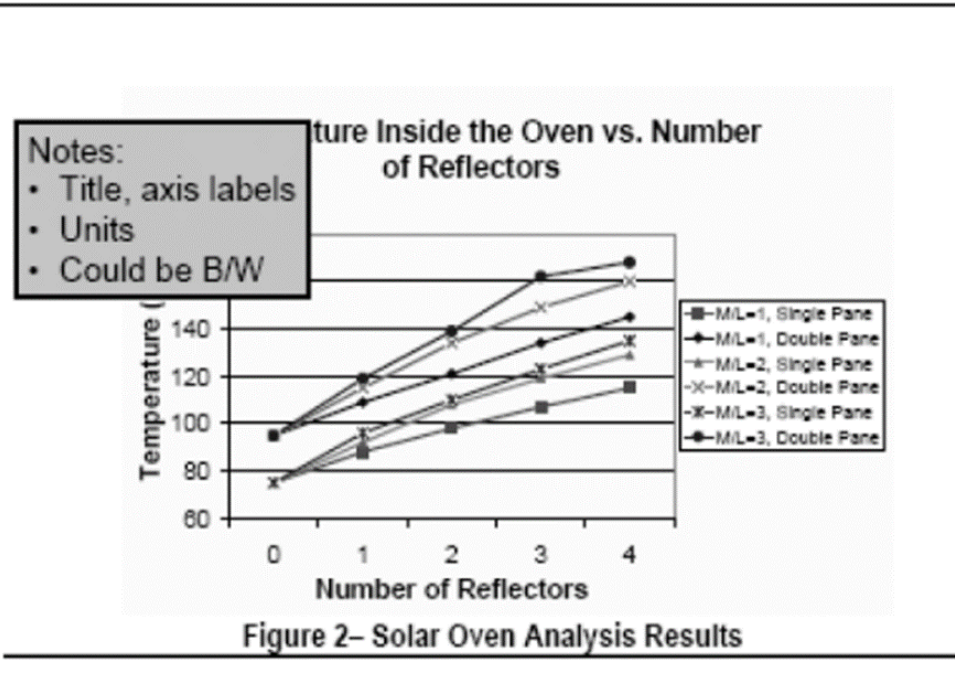 ture Inside the Oven vs. Number
of Reflectors
Notes:
• Title, axis labels
• Units
• Could be B/W
Temperature (
140
120
100
80
60
0 1 2 3 4
Number of Reflectors
M/L=1, Single Pane
M/L=1, Double Pane
M/L=2, Single Pane
M/L=2, Double Pane
M/L=3, Single Pane
M/L=3, Double Pane
Figure 2– Solar Oven Analysis Results